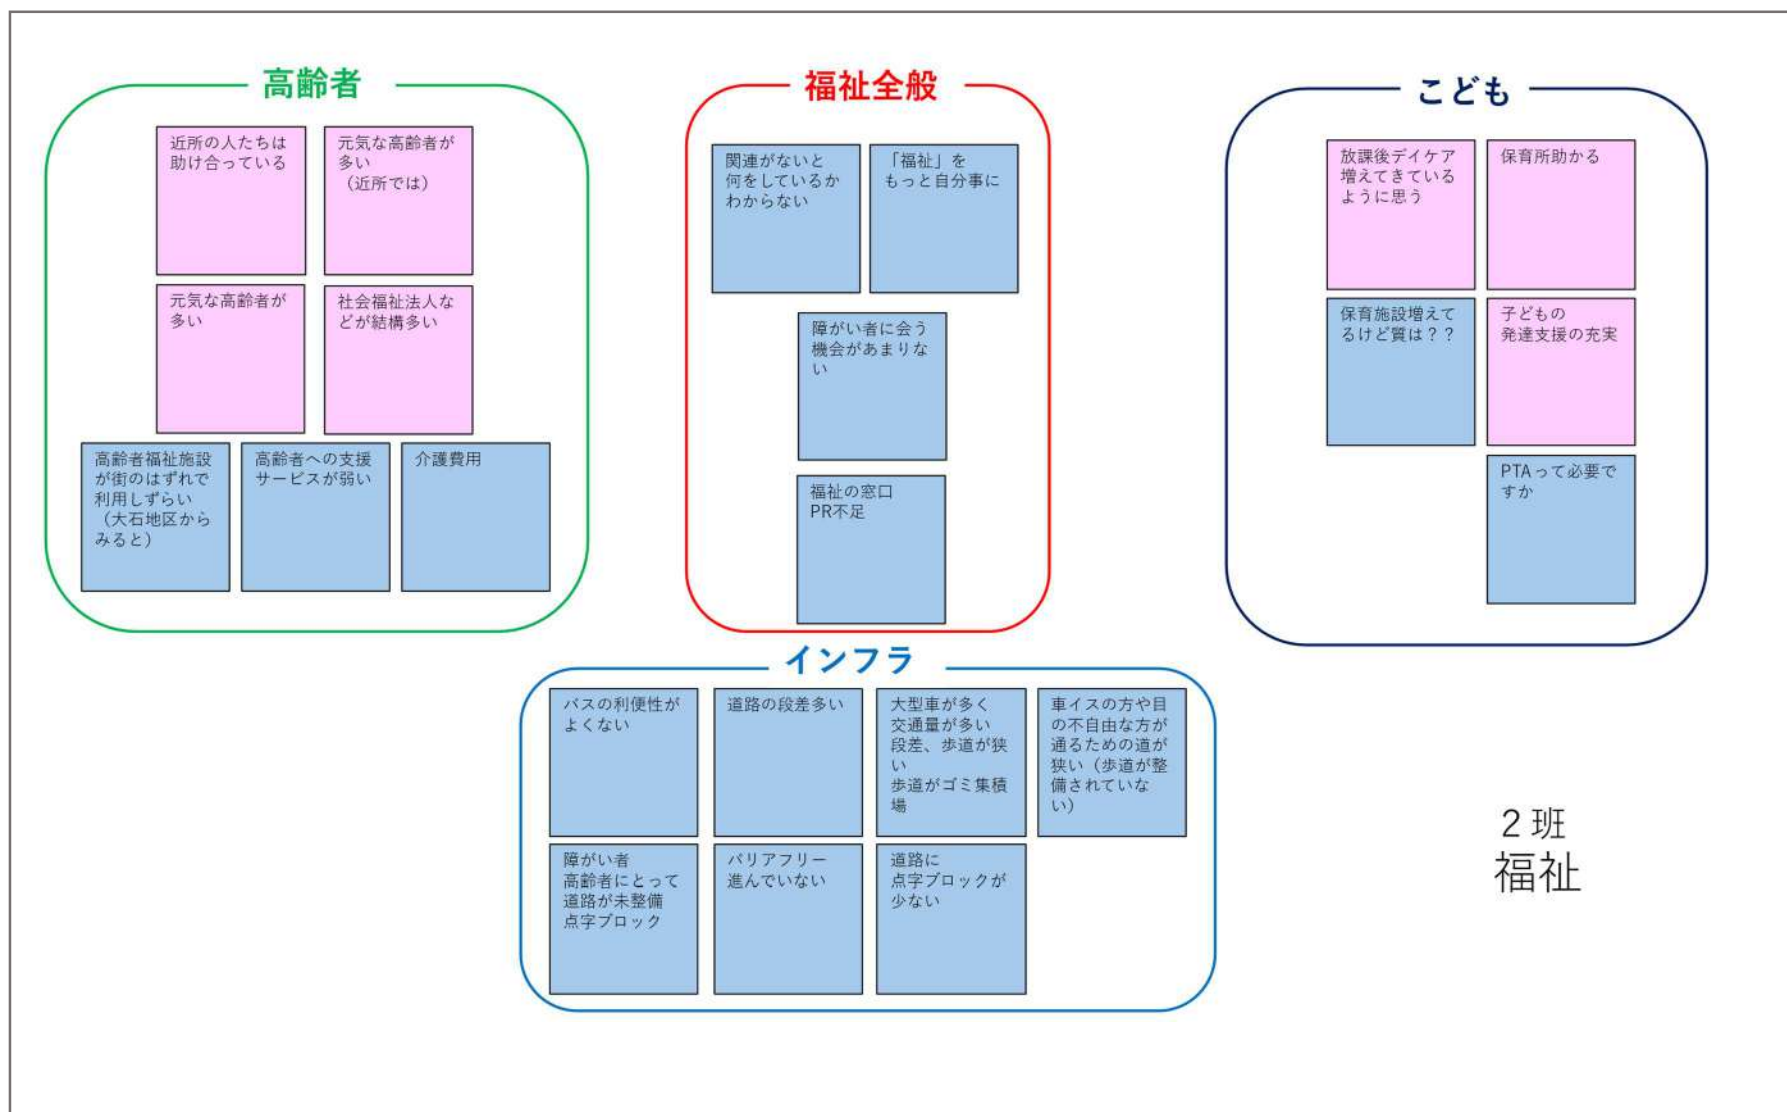 高齢者
近所の人たちは
助け合っている
元気な高齢者が
多い
（近所では）
元気な高齢者が
多い
社会福祉法人な
どが結構多い
高齢者福祉施設
が街のはずれで
利用しずらい
（大石地区から
みると）
高齢者への支援
サービスが弱い
介護費用
福祉全般
関連がないと
何をしているか
わからない
「福祉」を
もっと自分事に
障がい者に会う
機会があまりな
い
福祉の窓口
PR不足
こども
放課後デイケア
増えてきている
ように思う
保育所助かる
保育施設増えて
るけど質は？？
子どもの
発達支援の充実
PTAって必要で
すか
インフラ
バスの利便性が
よくない
道路の段差多い
大型車が多く
交通量が多い
段差、歩道が狭
い
歩道がゴミ集積
場
車イスの方や目
の不自由な方が
通るための道が
狭い（歩道が整
備されていな
い）
障がい者
高齢者にとって
道路が未整備
点字ブロック
バリアフリー
進んでいない
道路に
点字ブロックが
少ない
２班
福祉